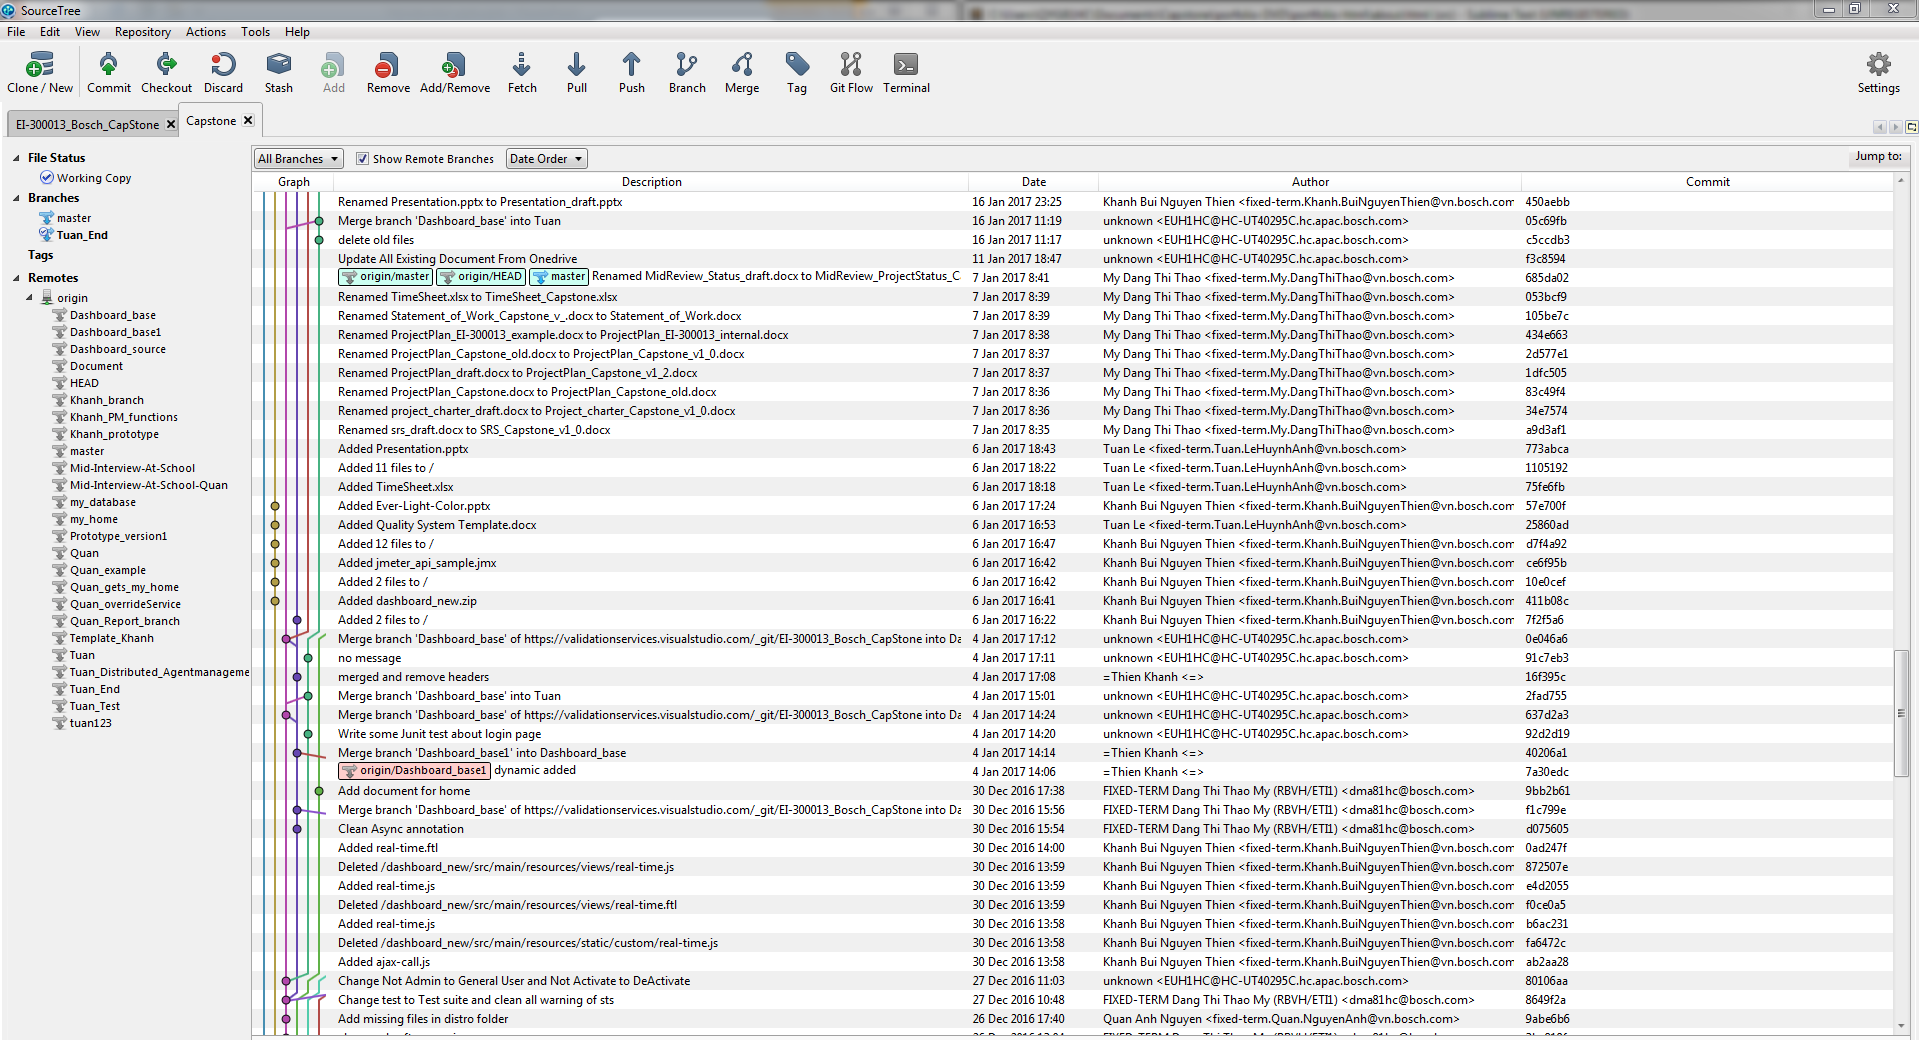 SourceTree
File Edit View Repository Actions Tools Help
Clone / New Commit Checkout Discard Stash Add Remove Add/Remove Fetch Pull Push Branch Merge Tag Git Flow Terminal Settings
EI-300013_Bosch_CapStone Capstone
File Status
Working Copy
Branches
master
Tuan_End
Tags
Remotes
origin
Dashboard_base
Dashboard_base1
Dashboard_source
Document
HEAD
Khanh_branch
Khanh_PM_functions
Khanh_prototype
master
Mid-Interview-At-School
Mid-Interview-At-School-Quan
my_database
my_home
Prototype_version1
Quan
Quan_example
Quan_gets_my_home
Quan_overrideService
Quan_Report_branch
Template_Khanh
Tuan
Tuan_Distributed_Agentmanageme
Tuan_End
Tuan_Test
tuan123
All Branches Show Remote Branches Date Order Jump to:
Graph Description Date Author Commit
Renamed Presentation.pptx to Presentation_draft.pptx 16 Jan 2017 23:25 Khanh Bui Nguyen Thien <fixed-term.Khanh.BuiNguyenThien@vn.bosch.com 450aebb
Merge branch 'Dashboard_base' into Tuan 16 Jan 2017 11:19 unknown <EUH1HC@HC-UT40295C.hc.apac.bosch.com> 05c69fb
delete old files 16 Jan 2017 11:17 unknown <EUH1HC@HC-UT40295C.hc.apac.bosch.com> c5ccdb3
Update All Existing Document From Onedrive 11 Jan 2017 18:47 unknown <EUH1HC@HC-UT40295C.hc.apac.bosch.com> f3c8594
origin/master origin/HEAD master Renamed MidReview_Status_draft.docx to MidReview_ProjectStatus_C 7 Jan 2017 8:41 My Dang Thi Thao <fixed-term.My.DangThiThao@vn.bosch.com> 685da02
Renamed TimeSheet.xlsx to TimeSheet_Capstone.xlsx 7 Jan 2017 8:39 My Dang Thi Thao <fixed-term.My.DangThiThao@vn.bosch.com> 053bcf9
Renamed Statement_of_Work_Capstone_v_.docx to Statement_of_Work.docx 7 Jan 2017 8:39 My Dang Thi Thao <fixed-term.My.DangThiThao@vn.bosch.com> 105be7c
Renamed ProjectPlan_EI-300013_example.docx to ProjectPlan_EI-300013_internal.docx 7 Jan 2017 8:38 My Dang Thi Thao <fixed-term.My.DangThiThao@vn.bosch.com> 434e663
Renamed ProjectPlan_Capstone_old.docx to ProjectPlan_Capstone_v1_0.docx 7 Jan 2017 8:37 My Dang Thi Thao <fixed-term.My.DangThiThao@vn.bosch.com> 2d577e1
Renamed ProjectPlan_draft.docx to ProjectPlan_Capstone_v1_2.docx 7 Jan 2017 8:37 My Dang Thi Thao <fixed-term.My.DangThiThao@vn.bosch.com> 1dfc505
Renamed ProjectPlan_Capstone.docx to ProjectPlan_Capstone_old.docx 7 Jan 2017 8:36 My Dang Thi Thao <fixed-term.My.DangThiThao@vn.bosch.com> 83c49f4
Renamed project_charter_draft.docx to Project_charter_Capstone_v1_0.docx 7 Jan 2017 8:36 My Dang Thi Thao <fixed-term.My.DangThiThao@vn.bosch.com> 34e7574
Renamed srs_draft.docx to SRS_Capstone_v1_0.docx 7 Jan 2017 8:35 My Dang Thi Thao <fixed-term.My.DangThiThao@vn.bosch.com> a9d3af1
Added Presentation.pptx 6 Jan 2017 18:43 Tuan Le <fixed-term.Tuan.LeHuynhAnh@vn.bosch.com> 773abca
Added 11 files to / 6 Jan 2017 18:22 Tuan Le <fixed-term.Tuan.LeHuynhAnh@vn.bosch.com> 1105192
Added TimeSheet.xlsx 6 Jan 2017 18:18 Tuan Le <fixed-term.Tuan.LeHuynhAnh@vn.bosch.com> 75fe6fb
Added Ever-Light-Color.pptx 6 Jan 2017 17:24 Khanh Bui Nguyen Thien <fixed-term.Khanh.BuiNguyenThien@vn.bosch.com 57e700f
Added Quality System Template.docx 6 Jan 2017 16:53 Tuan Le <fixed-term.Tuan.LeHuynhAnh@vn.bosch.com> 25860ad
Added 12 files to / 6 Jan 2017 16:47 Khanh Bui Nguyen Thien <fixed-term.Khanh.BuiNguyenThien@vn.bosch.com d7f4a92
Added jmeter_api_sample.jmx 6 Jan 2017 16:42 Khanh Bui Nguyen Thien <fixed-term.Khanh.BuiNguyenThien@vn.bosch.com ce6f95b
Added 2 files to / 6 Jan 2017 16:42 Khanh Bui Nguyen Thien <fixed-term.Khanh.BuiNguyenThien@vn.bosch.com 10e0cef
Added dashboard_new.zip 6 Jan 2017 16:41 Khanh Bui Nguyen Thien <fixed-term.Khanh.BuiNguyenThien@vn.bosch.com 411b08c
Added 2 files to / 6 Jan 2017 16:22 Khanh Bui Nguyen Thien <fixed-term.Khanh.BuiNguyenThien@vn.bosch.com 7f2f5a6
Merge branch 'Dashboard_base' of https://validationservices.visualstudio.com/_git/EI-300013_Bosch_CapStone into Da 4 Jan 2017 17:12 unknown <EUH1HC@HC-UT40295C.hc.apac.bosch.com> 0e046a6
no message 4 Jan 2017 17:11 unknown <EUH1HC@HC-UT40295C.hc.apac.bosch.com> 91c7eb3
merged and remove headers 4 Jan 2017 17:08 =Thien Khanh <=> 16f395c
Merge branch 'Dashboard_base' into Tuan 4 Jan 2017 15:01 unknown <EUH1HC@HC-UT40295C.hc.apac.bosch.com> 2fad755
Merge branch 'Dashboard_base' of https://validationservices.visualstudio.com/_git/EI-300013_Bosch_CapStone into Da 4 Jan 2017 14:24 unknown <EUH1HC@HC-UT40295C.hc.apac.bosch.com> 637d2a3
Write some Junit test about login page 4 Jan 2017 14:20 unknown <EUH1HC@HC-UT40295C.hc.apac.bosch.com> 92d2d19
Merge branch 'Dashboard_base1' into Dashboard_base 4 Jan 2017 14:14 =Thien Khanh <=> 40206a1
origin/Dashboard_base1 dynamic added 4 Jan 2017 14:06 =Thien Khanh <=> 7a30edc
Add document for home 30 Dec 2016 17:38 FIXED-TERM Dang Thi Thao My (RBVH/ETI1) <dma81hc@bosch.com> 9bb2b61
Merge branch 'Dashboard_base' of https://validationservices.visualstudio.com/_git/EI-300013_Bosch_CapStone into Da 30 Dec 2016 15:56 FIXED-TERM Dang Thi Thao My (RBVH/ETI1) <dma81hc@bosch.com> f1c799e
Clean Async annotation 30 Dec 2016 15:54 FIXED-TERM Dang Thi Thao My (RBVH/ETI1) <dma81hc@bosch.com> d075605
Added real-time.ftl 30 Dec 2016 14:00 Khanh Bui Nguyen Thien <fixed-term.Khanh.BuiNguyenThien@vn.bosch.com 0ad247f
Deleted /dashboard_new/src/main/resources/views/real-time.js 30 Dec 2016 13:59 Khanh Bui Nguyen Thien <fixed-term.Khanh.BuiNguyenThien@vn.bosch.com 872507e
Added real-time.js 30 Dec 2016 13:59 Khanh Bui Nguyen Thien <fixed-term.Khanh.BuiNguyenThien@vn.bosch.com e4d2055
Deleted /dashboard_new/src/main/resources/views/real-time.ftl 30 Dec 2016 13:59 Khanh Bui Nguyen Thien <fixed-term.Khanh.BuiNguyenThien@vn.bosch.com f0ce0a5
Added real-time.js 30 Dec 2016 13:58 Khanh Bui Nguyen Thien <fixed-term.Khanh.BuiNguyenThien@vn.bosch.com b6ac231
Deleted /dashboard_new/src/main/resources/static/custom/real-time.js 30 Dec 2016 13:58 Khanh Bui Nguyen Thien <fixed-term.Khanh.BuiNguyenThien@vn.bosch.com fa6472c
Added ajax-call.js 30 Dec 2016 13:58 Khanh Bui Nguyen Thien <fixed-term.Khanh.BuiNguyenThien@vn.bosch.com ab2aa28
Change Not Admin to General User and Not Activate to DeActivate 27 Dec 2016 11:03 unknown <EUH1HC@HC-UT40295C.hc.apac.bosch.com> 80106aa
Change test to Test suite and clean all warning of sts 27 Dec 2016 10:48 FIXED-TERM Dang Thi Thao My (RBVH/ETI1) <dma81hc@bosch.com> 8649f2a
Add missing files in distro folder 26 Dec 2016 17:40 Quan Anh Nguyen <fixed-term.Quan.NguyenAnh@vn.bosch.com> 9abe6b6